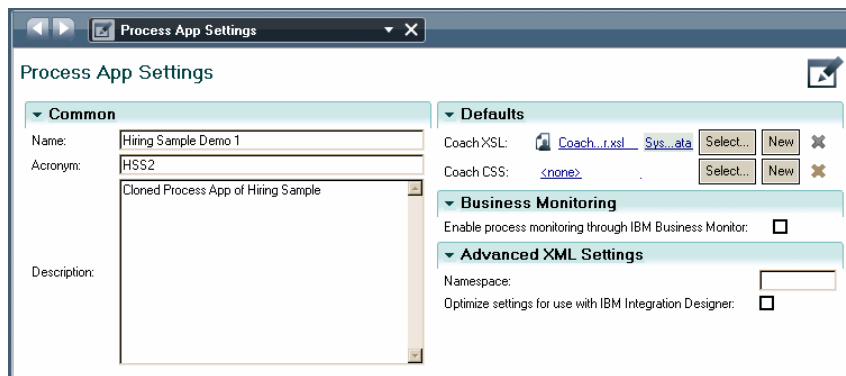 Process App Settings
Process App Settings
Common
Name: Hiring Sample Demo 1
Acronym: HSS2
Description: Cloned Process App of Hiring Sample
Defaults
Coach XSL: Coach...r.xsl Sys...ata Select... New
Coach CSS: <none> . Select... New
Business Monitoring
Enable process monitoring through IBM Business Monitor:
Advanced XML Settings
Namespace:
Optimize settings for use with IBM Integration Designer: